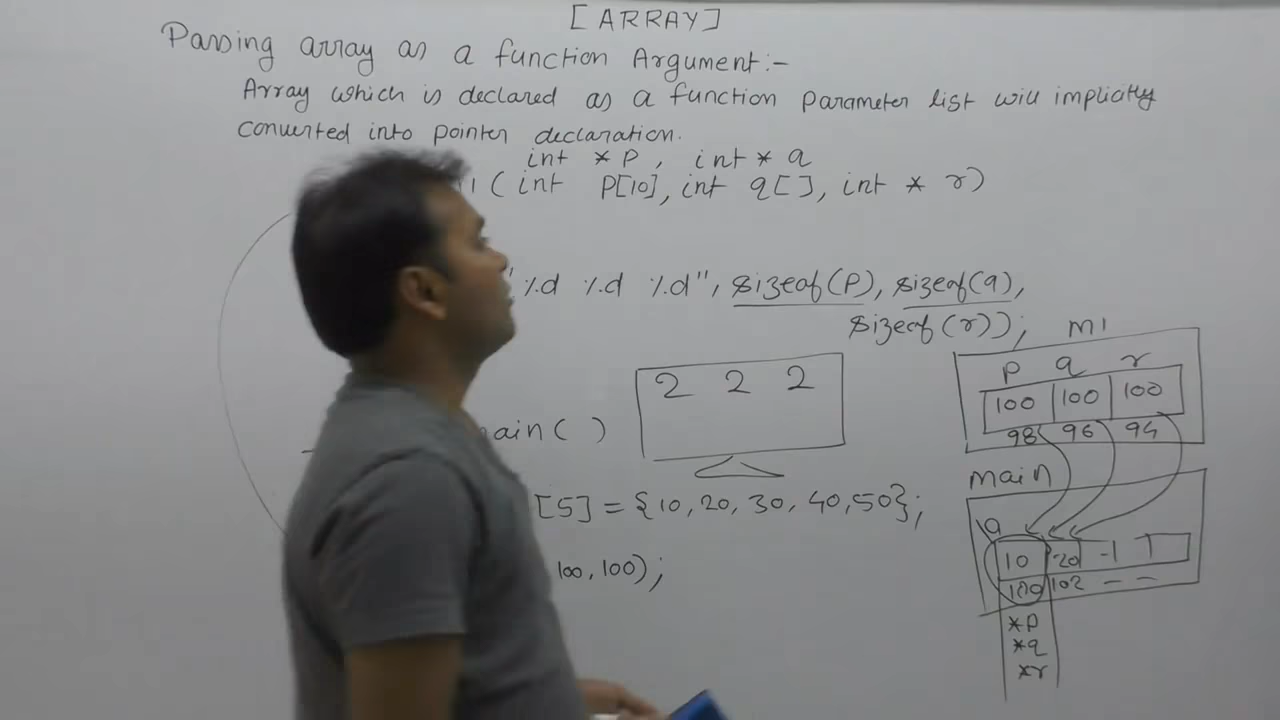 [ARRAY]
Passing array as a function Argument:-
Array which is declared as a function Parameter list will implicitly
converted into pointer declaration.
int *P, int * q
(int P[10], int q[], int * r)
%d %d %d", sizeof(P), sizeof(q),
sizeof(r));
M1
P q r
100 100 100
98 96 94
2 2 2
main( )
main
[5] = {10,20,30,40,50};
a
10 20
100 102 - -
100,100);
*P
*q
*r